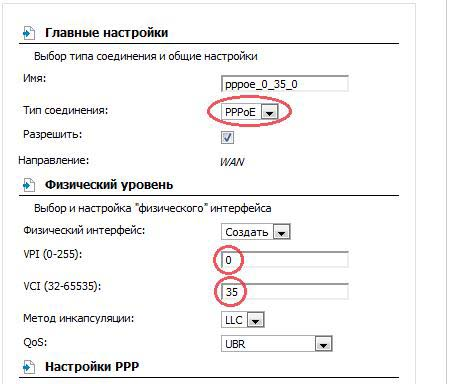 Главные настройки
Выбор типа соединения и общие настройки
Имя: pppoe_0_35_0
Тип соединения: PPPoE
Разрешить:
Направление: WAN
Физический уровень
Выбор и настройка "физического" интерфейса
Физический интерфейс: Создать
VPI (0-255): 0
VCI (32-65535): 35
Метод инкапсуляции: LLC
QoS: UBR
Настройки PPP